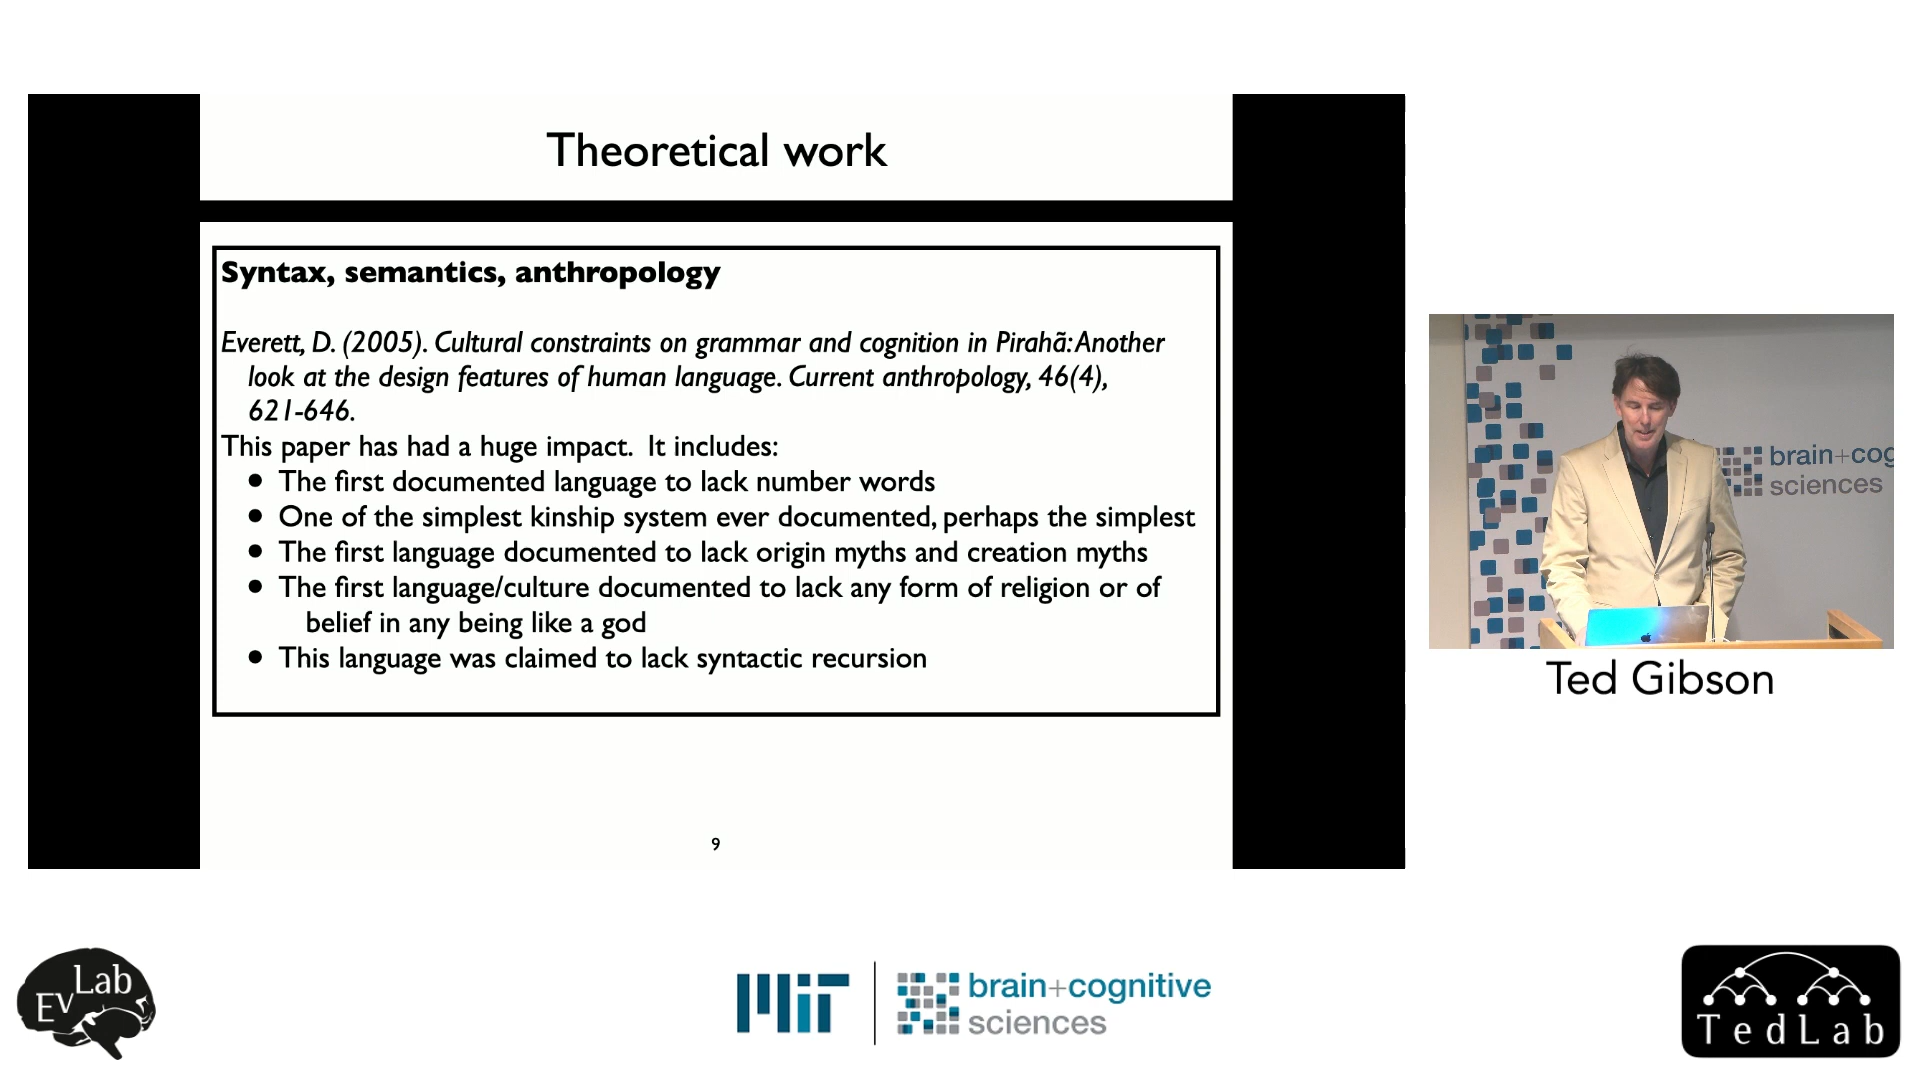 Theoretical work
Syntax, semantics, anthropology
Everett, D. (2005). Cultural constraints on grammar and cognition in Pirahã: Another
look at the design features of human language. Current anthropology, 46(4),
621-646.
This paper has had a huge impact.  It includes:
● The first documented language to lack number words
● One of the simplest kinship system ever documented, perhaps the simplest
● The first language documented to lack origin myths and creation myths
● The first language/culture documented to lack any form of religion or of
belief in any being like a god
● This language was claimed to lack syntactic recursion
9
brain+cog
sciences
Ted Gibson
EvLab
MIT
brain+cognitive
sciences
TedLab